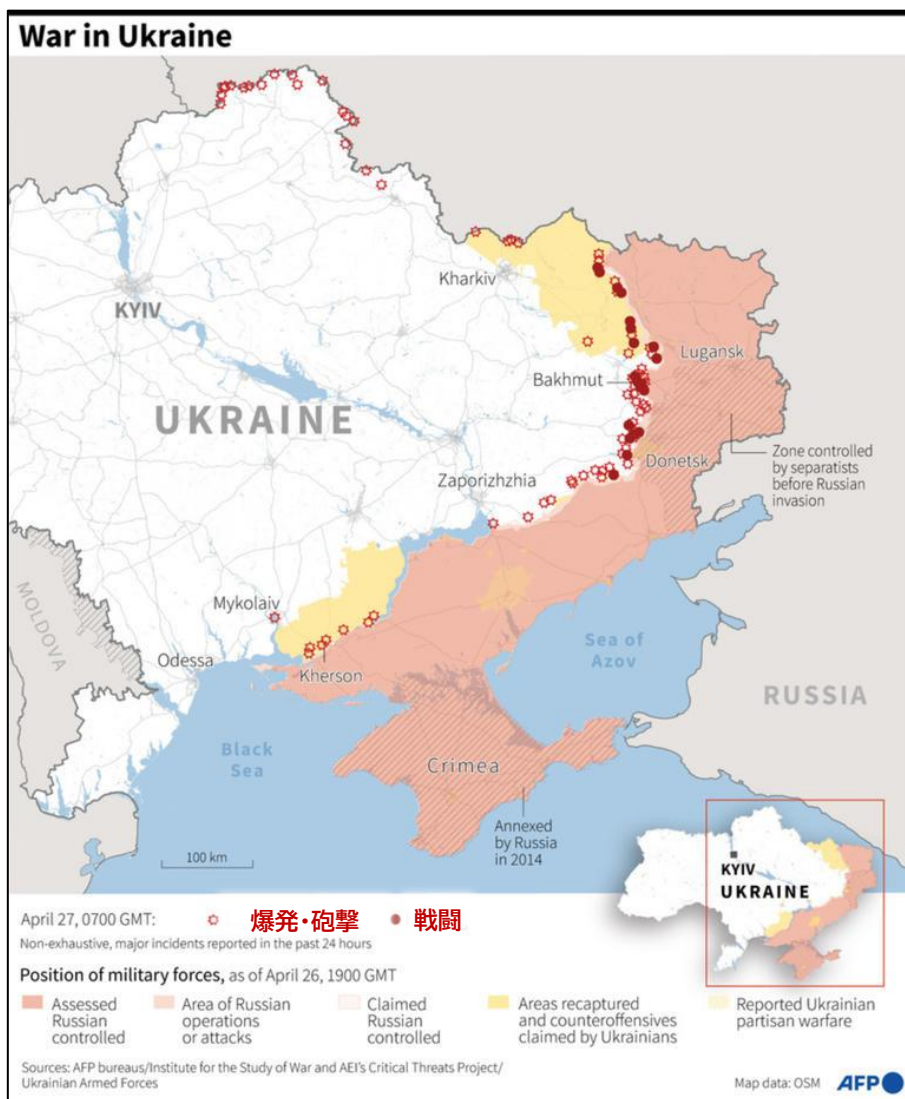 War in Ukraine
Kharkiv
KYIV
Lugansk
Bakhmut
UKRAINE
Zone controlled
by separatists
before Russian
invasion
Donetsk
Zaporizhzhia
MOLDOVA
Mykolaiv
Odessa
Kherson
Sea of
Azov
RUSSIA
Black
Sea
Crimea
Annexed
by Russia
in 2014
100 km
KYIV
UKRAINE
April 27, 0700 GMT: 爆発・砲撃 戦闘
Non-exhaustive, major incidents reported in the past 24 hours
Position of military forces, as of April 26, 1900 GMT
Assessed
Russian
controlled
Area of Russian
operations
or attacks
Claimed
Russian
controlled
Areas recaptured
and counteroffensives
claimed by Ukrainians
Reported Ukrainian
partisan warfare
Sources: AFP bureaus/Institute for the Study of War and AEI's Critical Threats Project/
Ukrainian Armed Forces
Map data: OSM AFP